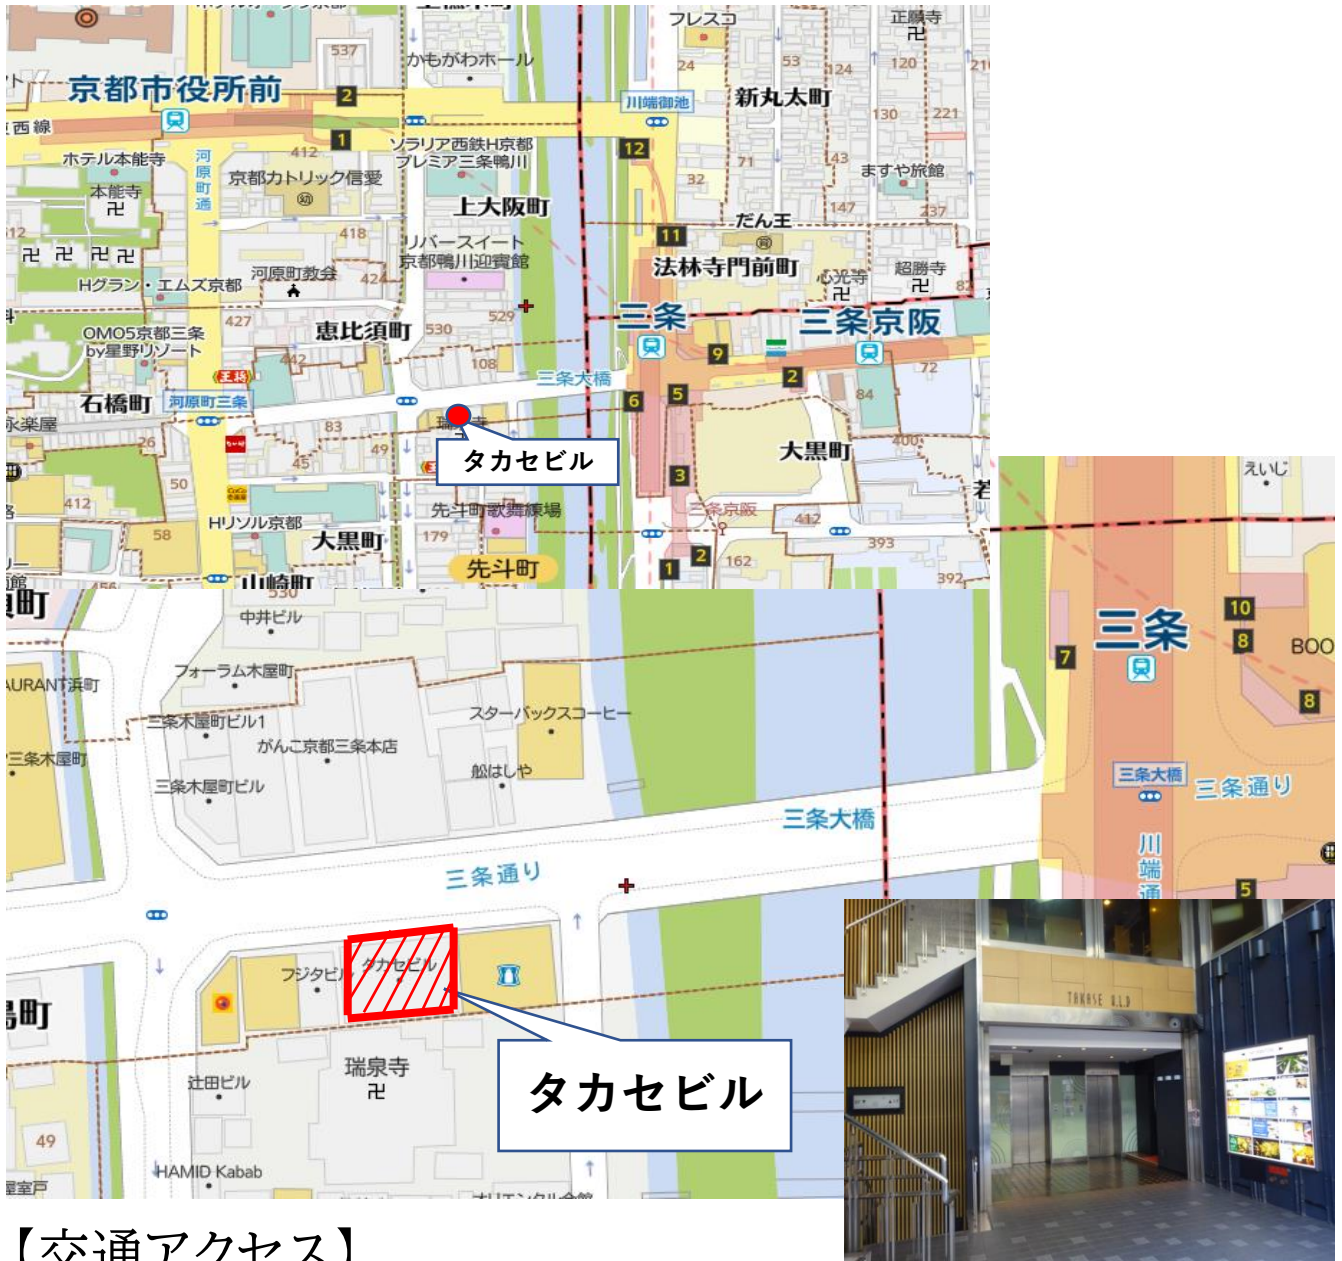 537
かもがわホール
フレスコ
正願寺
京都市役所前
2
24
53
124
120
川端御池
新丸太町
130
221
西線
1
ソラリア西鉄H京都
プレミア三条鴨川
12
ホテル本能寺
412
河原町通
71
43
ますや旅館
本能寺
京都カトリック信愛
幼
32
上大阪町
147
237
だん王
418
リバースイート
京都鴨川迎賓館
11
法林寺門前町
心光寺
超勝寺
河原町教会
424
Hグラン・エムズ京都
82
三条
三条京阪
427
恵比須町
530
529
OMO5京都三条
by星野リゾート
442
108
9
72
王将
三条大橋
2
石橋町
河原町三条
6
5
84
永楽屋
83
タカセビル
大黒町
400
26
49
45
3
50
412
先斗町歌舞練場
三条京阪
えいじ
Hリゾル京都
大黒町
179
412
393
58
先斗町
1
2
162
392
山崎町
530
中井ビル
10
三条
7
8
BOO
フォーラム木屋町
AURANT浜町
スターバックスコーヒー
8
三条木屋町ビル1
がんこ京都三条本店
三条木屋町
舩はしや
三条大橋
三条通り
三条木屋町ビル
三条大橋
川端通
三条通り
5
フジタビル
タカセビル
TAKASE BLD
瑞泉寺
辻田ビル
タカセビル
49
HAMID Kabab
【交通アクセス】